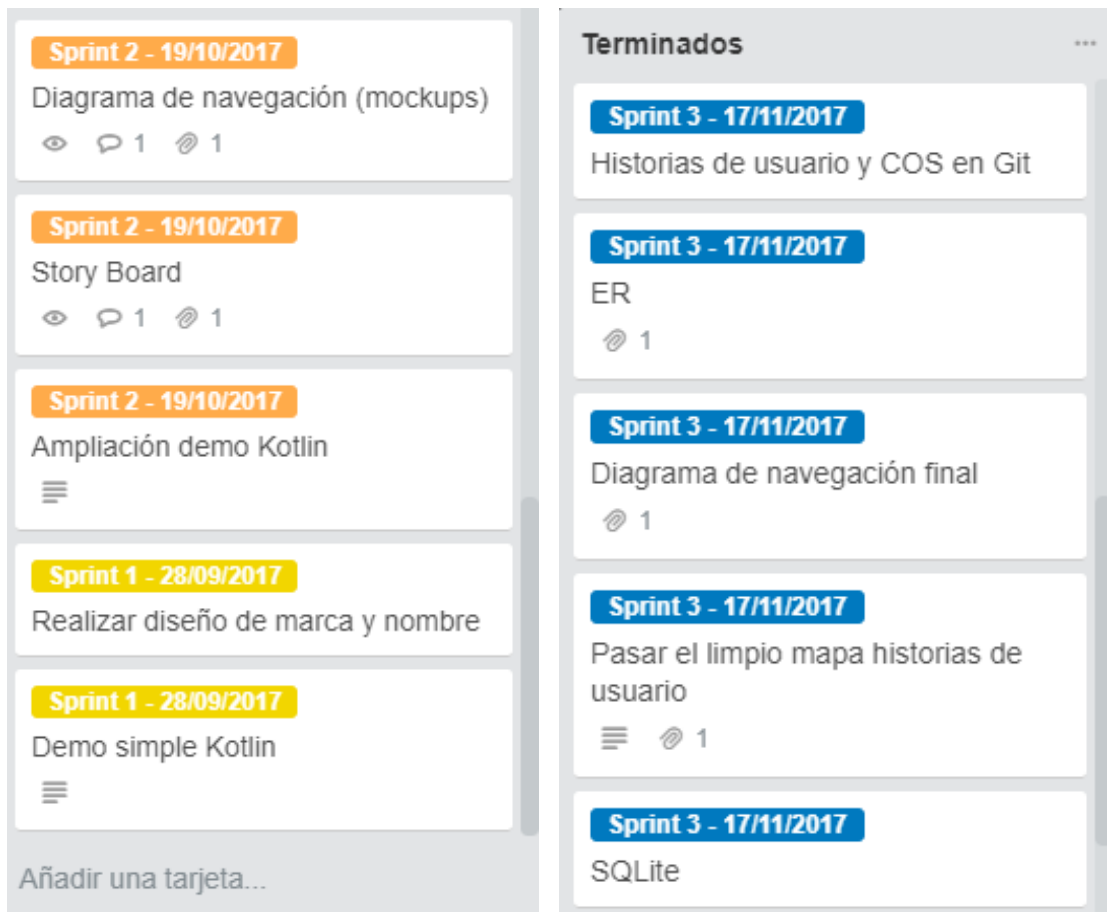 Sprint 2 - 19/10/2017
Diagrama de navegación (mockups)
1 1
Sprint 2 - 19/10/2017
Story Board
1 1
Sprint 2 - 19/10/2017
Ampliación demo Kotlin
Sprint 1 - 28/09/2017
Realizar diseño de marca y nombre
Sprint 1 - 28/09/2017
Demo simple Kotlin
Añadir una tarjeta...
Terminados
Sprint 3 - 17/11/2017
Historias de usuario y COS en Git
Sprint 3 - 17/11/2017
ER
1
Sprint 3 - 17/11/2017
Diagrama de navegación final
1
Sprint 3 - 17/11/2017
Pasar el limpio mapa historias de
usuario
1
Sprint 3 - 17/11/2017
SQLite